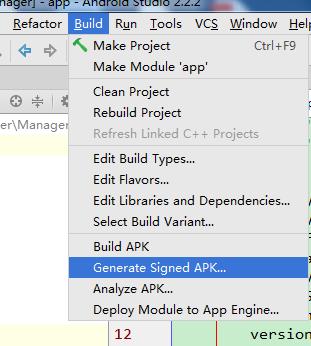 nager] - app - Android Studio 2.2.2
Refactor Build Run Tools VCS Window Help
Make Project Ctrl+F9
Make Module 'app'
Clean Project
er\Manager
Rebuild Project
Refresh Linked C++ Projects
Edit Build Types...
Edit Flavors...
Edit Libraries and Dependencies...
Select Build Variant...
Build APK
Generate Signed APK...
Analyze APK...
Deploy Module to App Engine...
12 version